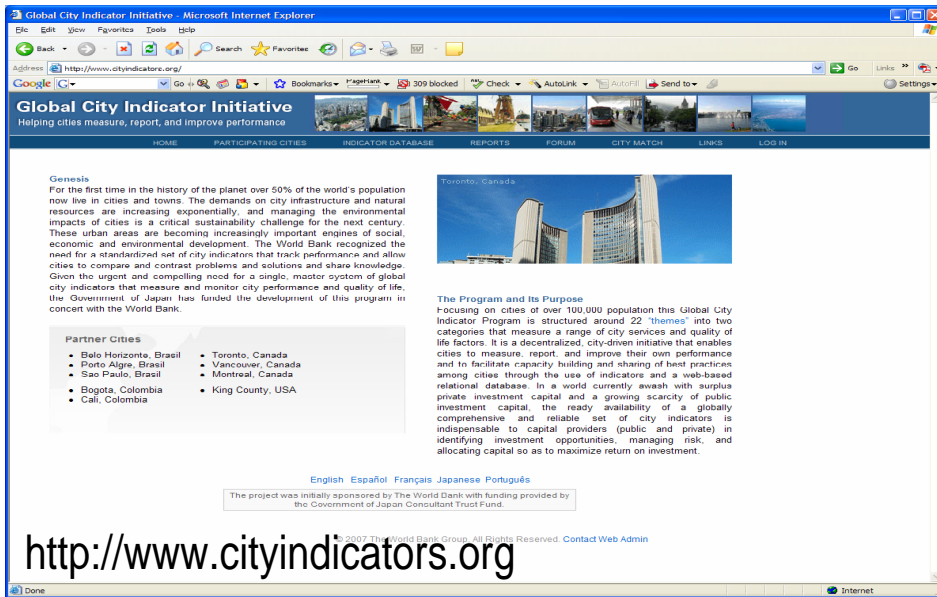 Global City Indicator Initiative - Microsoft Internet Explorer
File Edit View Favorites Tools Help
Back Search Favorites
Address http://www.cityindicators.org/ Go Links
Google G Go Bookmarks PageRank 309 blocked Check AutoLink AutoFill Send to Settings
Global City Indicator Initiative
Helping cities measure, report, and improve performance
HOME PARTICIPATING CITIES INDICATOR DATABASE REPORTS FORUM CITY MATCH LINKS LOG IN
Genesis
For the first time in the history of the planet over 50% of the world's population
now live in cities and towns. The demands on city infrastructure and natural
resources are increasing exponentially, and managing the environmental
impacts of cities is a critical sustainability challenge for the next century.
These urban areas are becoming increasingly important engines of social,
economic and environmental development. The World Bank recognized the
need for a standardized set of city indicators that track performance and allow
cities to compare and contrast problems and solutions and share knowledge.
Given the urgent and compelling need for a single, master system of global
city indicators that measure and monitor city performance and quality of life,
the Government of Japan has funded the development of this program in
concert with the World Bank.
Partner Cities
• Belo Horizonte, Brasil
• Porto Algre, Brasil
• Sao Paulo, Brasil
• Bogota, Colombia
• Cali, Colombia
• Toronto, Canada
• Vancouver, Canada
• Montreal, Canada
• King County, USA
Toronto, Canada
The Program and Its Purpose
Focusing on cities of over 100,000 population this Global City
Indicator Program is structured around 22 "themes" into two
categories that measure a range of city services and quality of
life factors. It is a decentralized, city-driven initiative that enables
cities to measure, report, and improve their own performance
and to facilitate capacity building and sharing of best practices
among cities through the use of indicators and a web-based
relational database. In a world currently awash with surplus
private investment capital and a growing scarcity of public
investment capital, the ready availability of a globally
comprehensive and reliable set of city indicators is
indispensable to capital providers (public and private) in
identifying investment opportunities, managing risk, and
allocating capital so as to maximize return on investment.
English Español Français Japanese Português
The project was initially sponsored by The World Bank with funding provided by
the Government of Japan Consultant Trust Fund.
© 2007 The World Bank Group, All Rights Reserved. Contact Web Admin
http://www.cityindicators.org
Done Internet